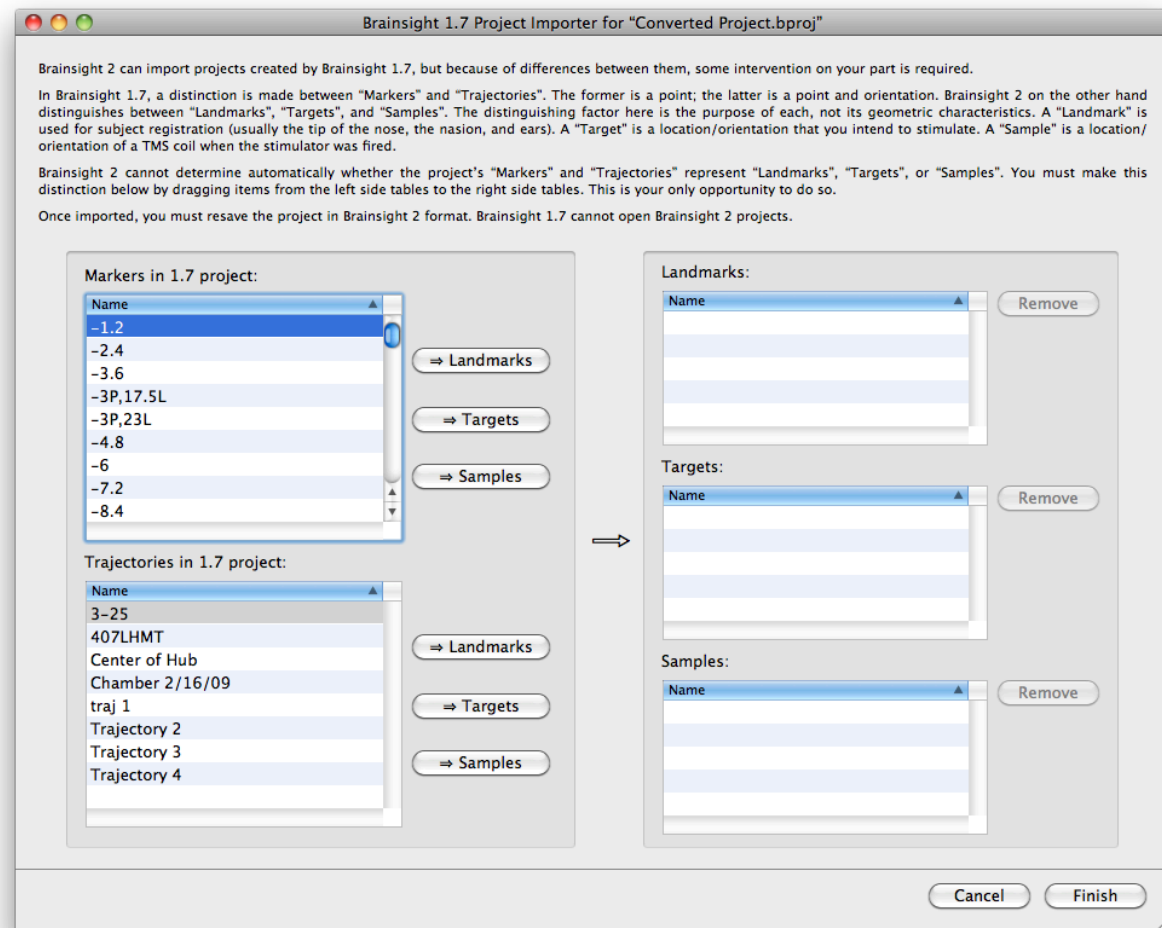 Brainsight 1.7 Project Importer for “Converted Project.bproj”
Brainsight 2 can import projects created by Brainsight 1.7, but because of differences between them, some intervention on your part is required.
In Brainsight 1.7, a distinction is made between “Markers” and “Trajectories”. The former is a point; the latter is a point and orientation. Brainsight 2 on the other hand
distinguishes between “Landmarks”, “Targets”, and “Samples”. The distinguishing factor here is the purpose of each, not its geometric characteristics. A “Landmark” is
used for subject registration (usually the tip of the nose, the nasion, and ears). A “Target” is a location/orientation that you intend to stimulate. A “Sample” is a location/
orientation of a TMS coil when the stimulator was fired.
Brainsight 2 cannot determine automatically whether the project’s “Markers” and “Trajectories” represent “Landmarks”, “Targets”, or “Samples”. You must make this
distinction below by dragging items from the left side tables to the right side tables. This is your only opportunity to do so.
Once imported, you must resave the project in Brainsight 2 format. Brainsight 1.7 cannot open Brainsight 2 projects.
Markers in 1.7 project:
Name
-1.2
-2.4
-3.6
-3P,17.5L
-3P,23L
-4.8
-6
-7.2
-8.4
⇒ Landmarks
⇒ Targets
⇒ Samples
Trajectories in 1.7 project:
Name
3-25
407LHMT
Center of Hub
Chamber 2/16/09
traj 1
Trajectory 2
Trajectory 3
Trajectory 4
⇒ Landmarks
⇒ Targets
⇒ Samples
Landmarks:
Name
Remove
Targets:
Name
Remove
Samples:
Name
Remove
Cancel
Finish